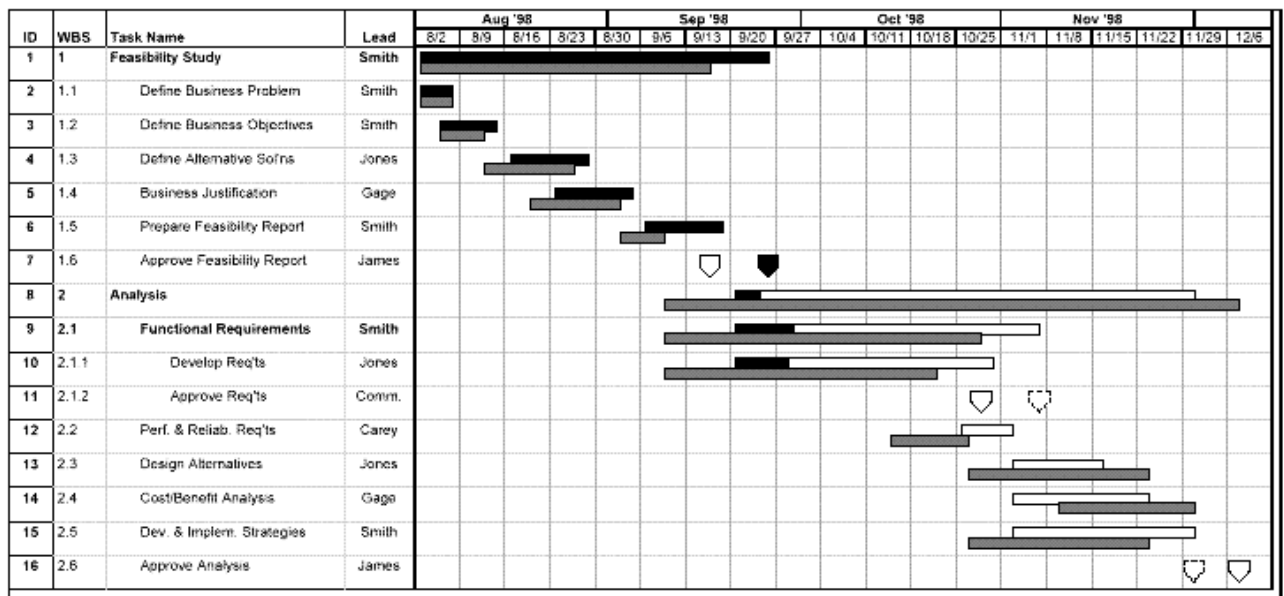 Aug '98 Sep '98 Oct '98 Nov '98
ID WBS Task Name Lead 8/2 8/9 8/16 8/23 8/30 9/6 9/13 9/20 9/27 10/4 10/11 10/18 10/25 11/1 11/8 11/15 11/22 11/29 12/6
1 1 Feasibility Study Smith
2 1.1 Define Business Problem Smith
3 1.2 Define Business Objectives Smith
4 1.3 Define Alternative Sol'ns Jones
5 1.4 Business Justification Gage
6 1.5 Prepare Feasibility Report Smith
7 1.6 Approve Feasibility Report James
8 2 Analysis
9 2.1 Functional Requirements Smith
10 2.1.1 Develop Req'ts Jones
11 2.1.2 Approve Req'ts Comm.
12 2.2 Perf. & Reliab. Req'ts Carey
13 2.3 Design Alternatives Jones
14 2.4 Cost/Benefit Analysis Gage
15 2.5 Dev. & Implem. Strategies Smith
16 2.6 Approve Analysis James